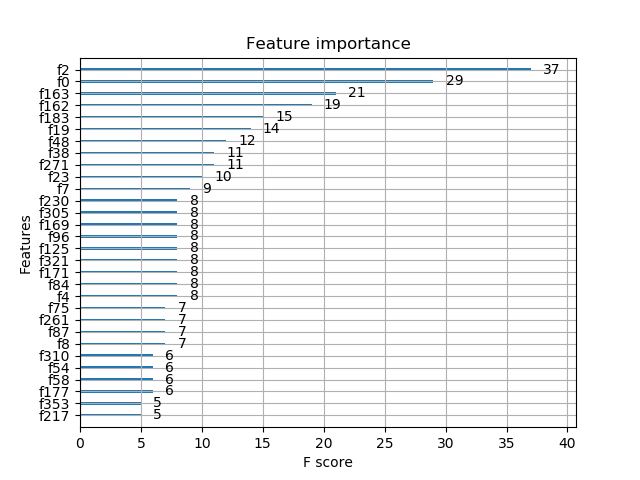 Feature importance
f2 37
f0 29
f163 21
f162 19
f183 15
f19 14
f48 12
f38 11
f271 11
f23 10
f7 9
f230 8
f305 8
f169 8
f96 8
f125 8
f321 8
f171 8
f84 8
f4 8
f75 7
f261 7
f87 7
f8 7
f310 6
f54 6
f58 6
f177 6
f353 5
f217 5
Features
0 5 10 15 20 25 30 35 40
F score